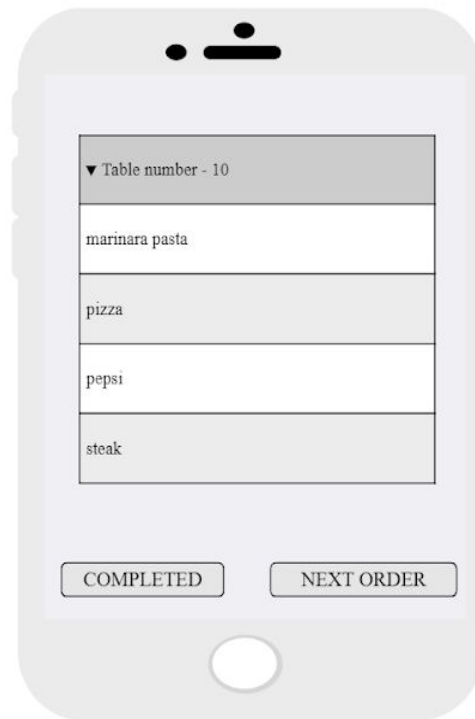 ▼ Table number - 10
marinara pasta
pizza
pepsi
steak
COMPLETED
NEXT ORDER